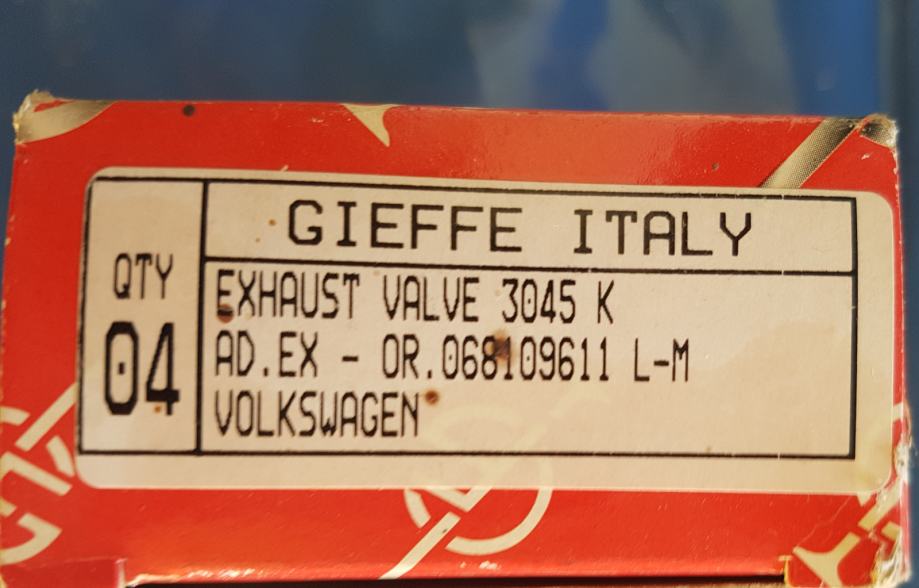 GIEFFE ITALY
QTY
04
EXHAUST VALVE 3045 K
AD.EX - OR.068109611 L-M
VOLKSWAGEN